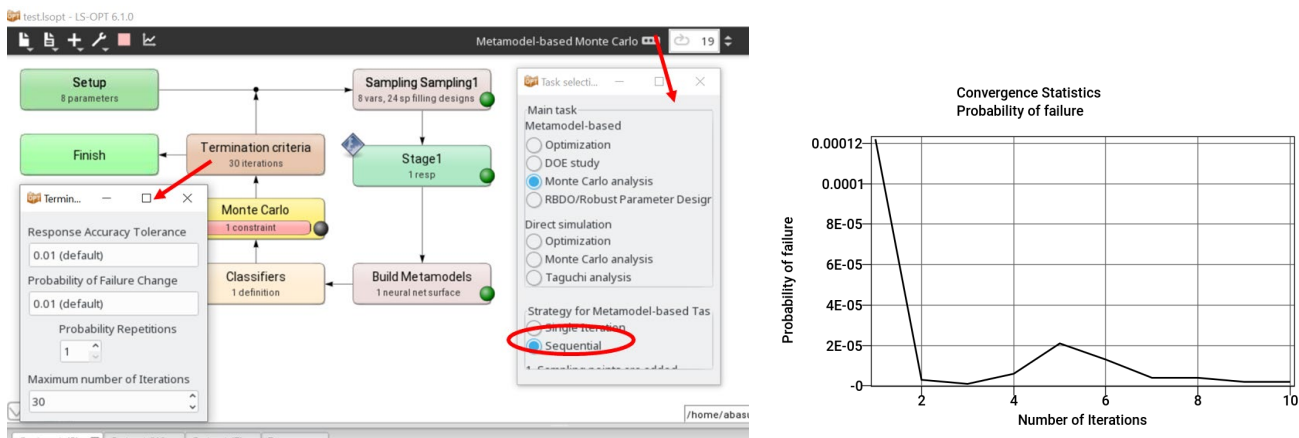 test.lsopt - LS-OPT 6.1.0
Metamodel-based Monte Carlo
19
Setup
8 parameters
Sampling Sampling1
8 vars, 24 sp filling designs
Finish
Termination criteria
30 iterations
Stage1
1 resp
Monte Carlo
1 constraint
Classifiers
1 definition
Build Metamodels
1 neural net surface
Termin...
Response Accuracy Tolerance
0.01 (default)
Probability of Failure Change
0.01 (default)
Probability Repetitions
1
Maximum number of Iterations
30
Task selecti...
Main task
Metamodel-based
Optimization
DOE study
Monte Carlo analysis
RBDO/Robust Parameter Desigr
Direct simulation
Optimization
Monte Carlo analysis
Taguchi analysis
Strategy for Metamodel-based Tas
Single Iteration
Sequential
/home/abasu
Convergence Statistics
Probability of failure
0.00012
0.0001
8E-05
6E-05
4E-05
2E-05
-0
2 4 6 8 10
Probability of failure
Number of Iterations